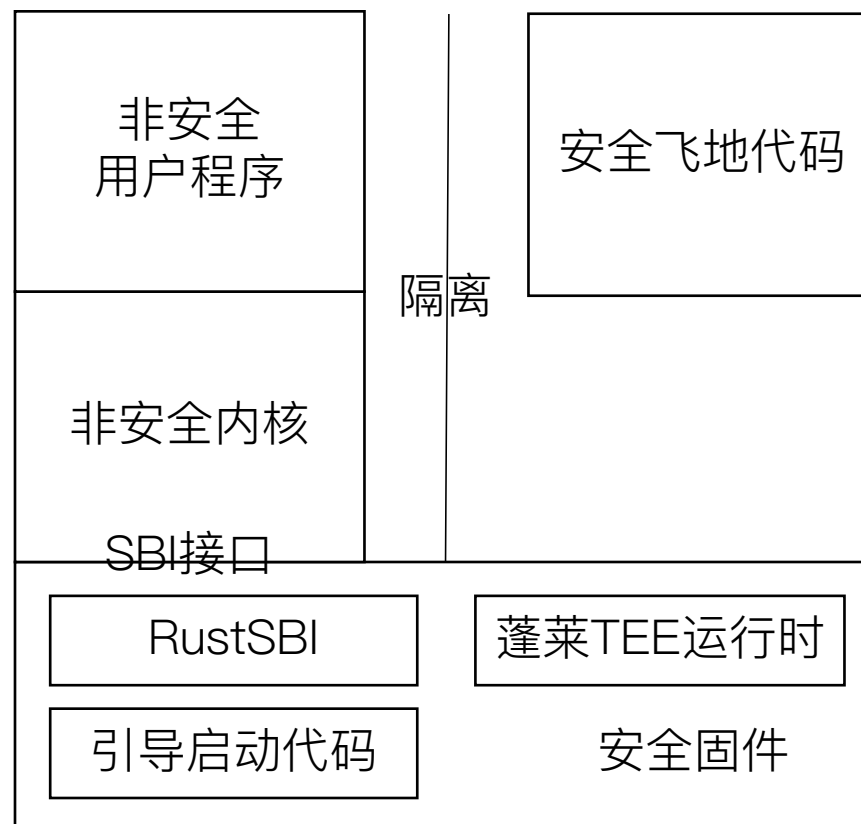 非安全
用户程序
安全飞地代码
隔离
非安全内核
SBI接口
RustSBI
蓬莱TEE运行时
引导启动代码
安全固件